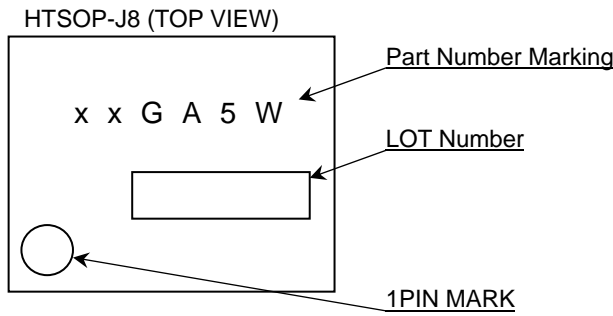 HTSOP-J8 (TOP VIEW)
Part Number Marking
x x G A 5 W
LOT Number
1PIN MARK